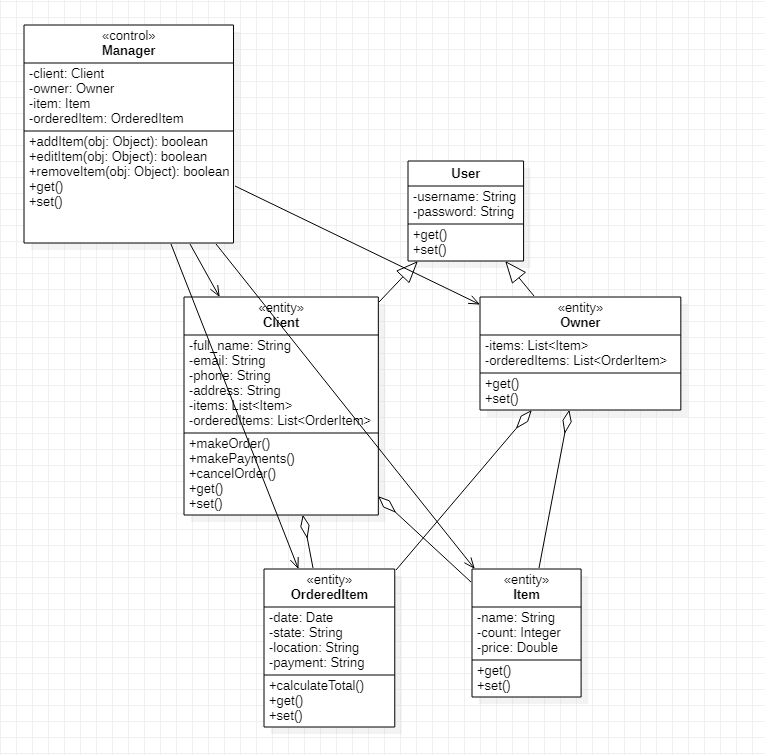 «control»
Manager
-client: Client
-owner: Owner
-item: Item
-orderedItem: OrderedItem
+addItem(obj: Object): boolean
+editItem(obj: Object): boolean
+removeItem(obj: Object): boolean
+get()
+set()
User
-username: String
-password: String
+get()
+set()
«entity»
Client
-full_name: String
-email: String
-phone: String
-address: String
-items: List<Item>
-orderedItems: List<OrderItem>
+makeOrder()
+makePayments()
+cancelOrder()
+get()
+set()
«entity»
Owner
-items: List<Item>
-orderedItems: List<OrderItem>
+get()
+set()
«entity»
OrderedItem
-date: Date
-state: String
-location: String
-payment: String
+calculateTotal()
+get()
+set()
«entity»
Item
-name: String
-count: Integer
-price: Double
+get()
+set()